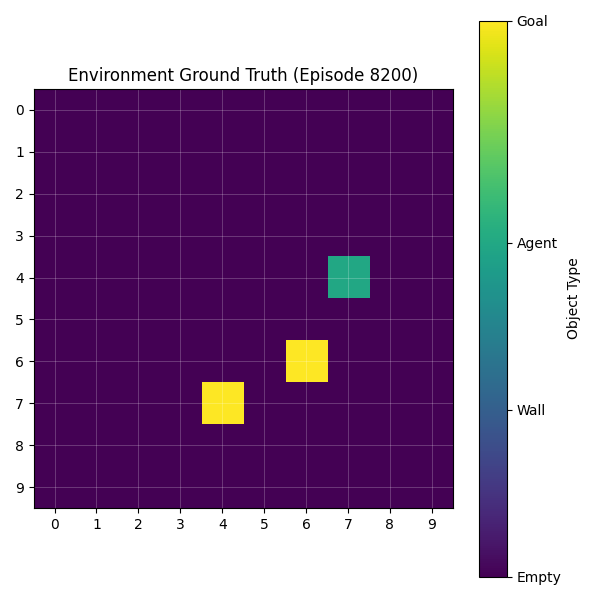 Environment Ground Truth (Episode 8200)
0
1
2
3
4
5
6
7
8
9
0 1 2 3 4 5 6 7 8 9
Goal
Agent
Wall
Empty
Object Type